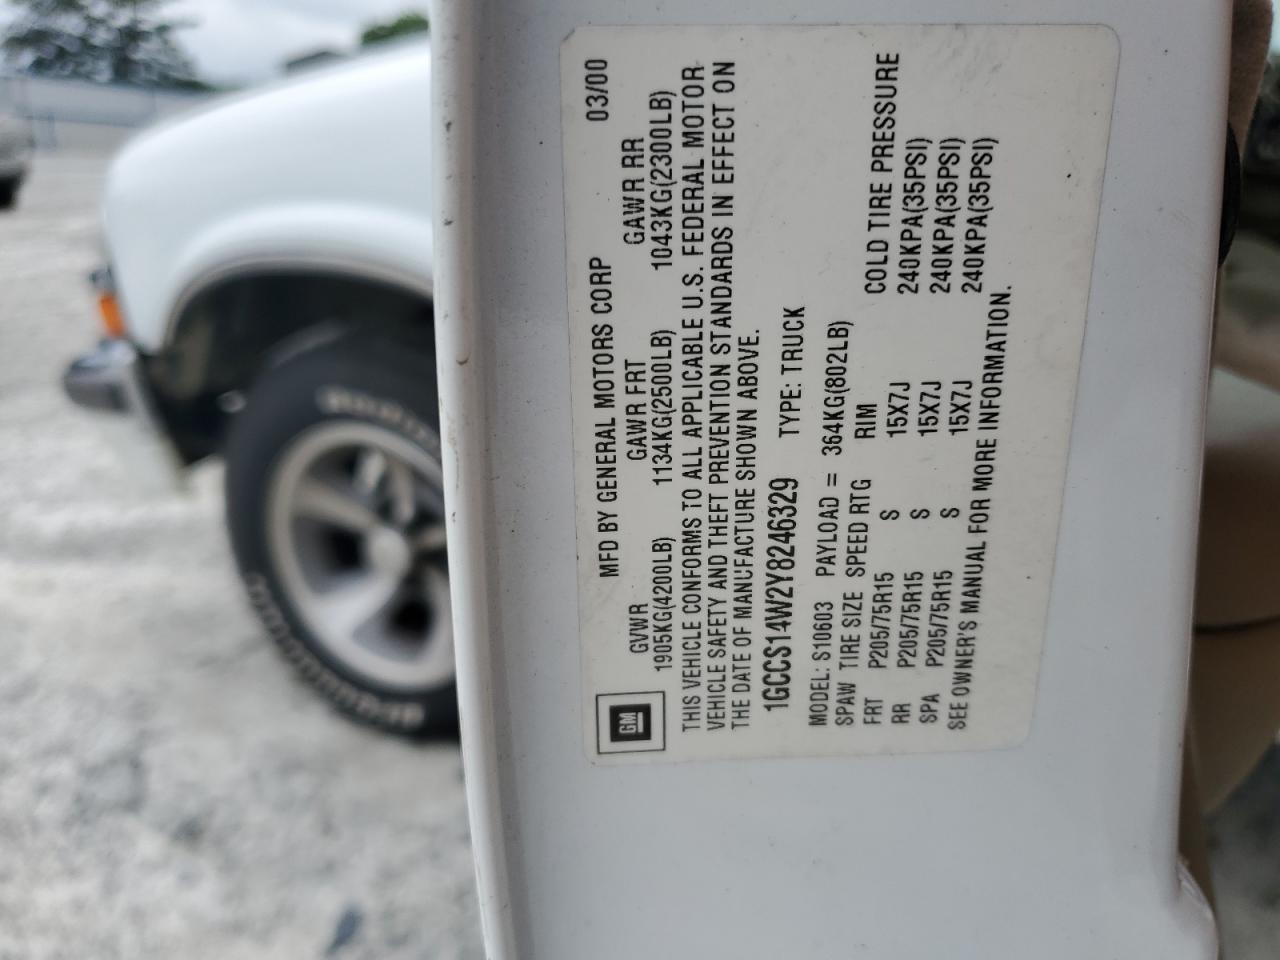 GM
MFD BY GENERAL MOTORS CORP 03/00
GVWR GAWR FRT GAWR RR
1905KG(4200LB) 1134KG(2500LB) 1043KG(2300LB)
THIS VEHICLE CONFORMS TO ALL APPLICABLE U.S. FEDERAL MOTOR
VEHICLE SAFETY AND THEFT PREVENTION STANDARDS IN EFFECT ON
THE DATE OF MANUFACTURE SHOWN ABOVE.
1GCCS14W2Y8246329 TYPE: TRUCK
MODEL: S10603 PAYLOAD = 364KG(802LB)
SPAW TIRE SIZE SPEED RTG RIM COLD TIRE PRESSURE
FRT P205/75R15 S 15X7J 240KPA(35PSI)
RR P205/75R15 S 15X7J 240KPA(35PSI)
SPA P205/75R15 S 15X7J 240KPA(35PSI)
SEE OWNER'S MANUAL FOR MORE INFORMATION.